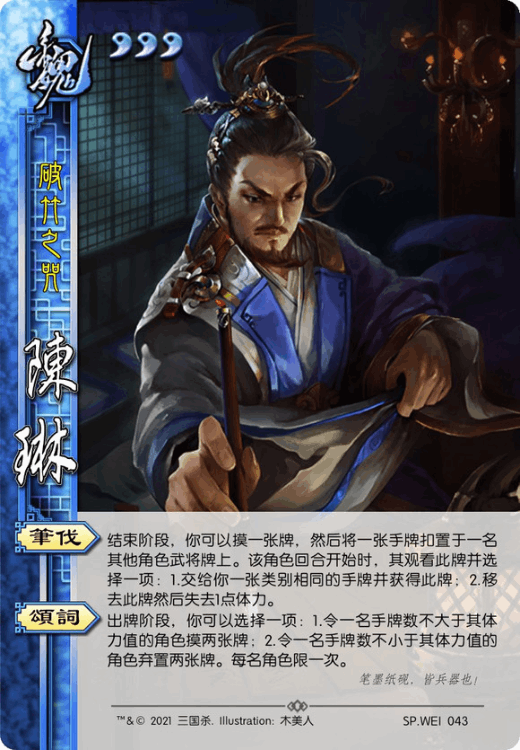 魏
破竹之咒
陳琳
筆伐
结束阶段，你可以摸一张牌，然后将一张手牌扣置于一名
其他角色武将牌上。该角色回合开始时，其观看此牌并选
择一项：1.交给你一张类别相同的手牌并获得此牌；2.移
去此牌然后失去1点体力。
頌詞
出牌阶段，你可以选择一项：1.令一名手牌数不大于其体
力值的角色摸两张牌；2.令一名手牌数不小于其体力值的
角色弃置两张牌。每名角色限一次。
笔墨纸砚，皆兵器也！
™&© 2021 三国杀. Illustration: 木美人
SP.WEI 043